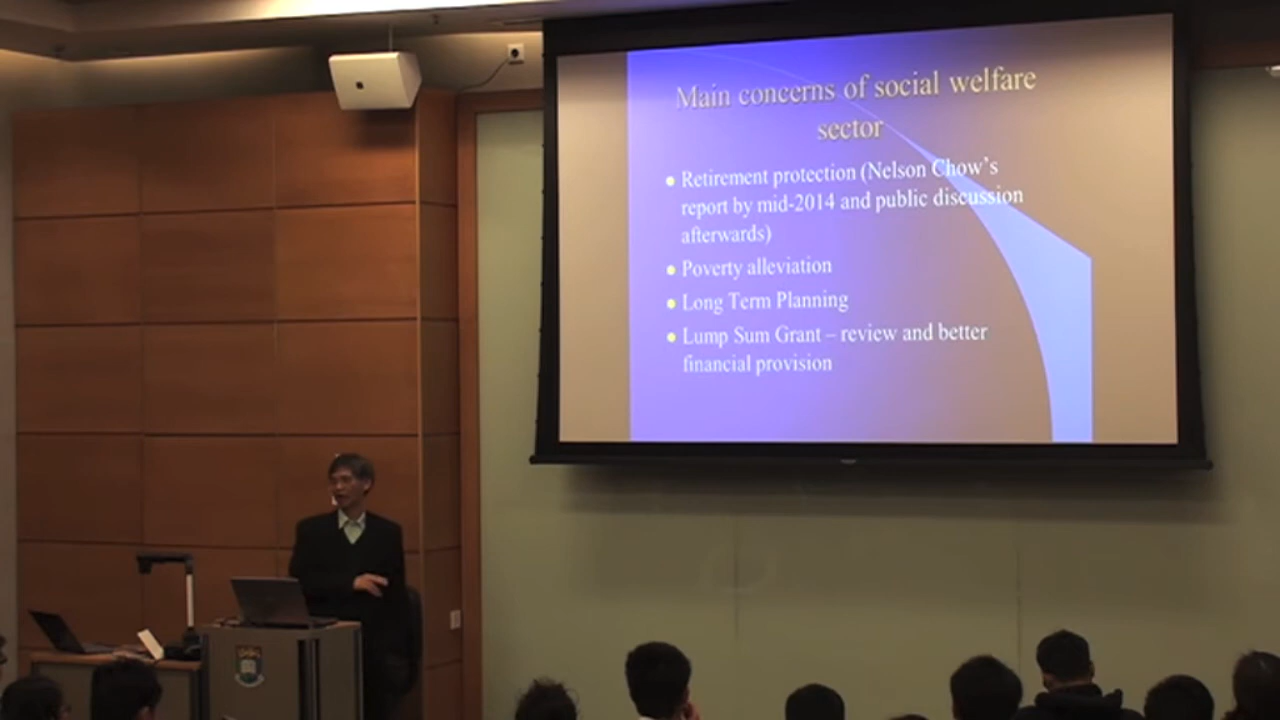 Main concerns of social welfare
sector
• Retirement protection (Nelson Chow's
report by mid-2014 and public discussion
afterwards)
• Poverty alleviation
• Long Term Planning
• Lump Sum Grant – review and better
financial provision